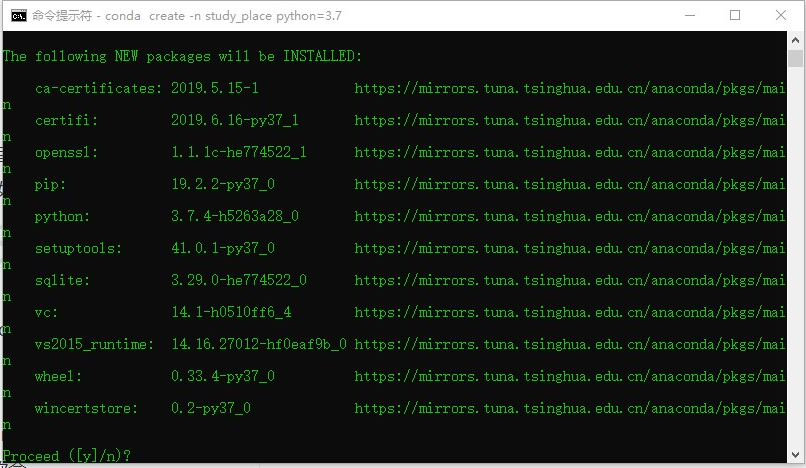 命令提示符 - conda create -n study_place python=3.7
The following NEW packages will be INSTALLED:
ca-certificates: 2019.5.15-1 https://mirrors.tuna.tsinghua.edu.cn/anaconda/pkgs/mai
n
certifi: 2019.6.16-py37_1 https://mirrors.tuna.tsinghua.edu.cn/anaconda/pkgs/mai
n
openssl: 1.1.1c-he774522_1 https://mirrors.tuna.tsinghua.edu.cn/anaconda/pkgs/mai
n
pip: 19.2.2-py37_0 https://mirrors.tuna.tsinghua.edu.cn/anaconda/pkgs/mai
n
python: 3.7.4-h5263a28_0 https://mirrors.tuna.tsinghua.edu.cn/anaconda/pkgs/mai
n
setuptools: 41.0.1-py37_0 https://mirrors.tuna.tsinghua.edu.cn/anaconda/pkgs/mai
n
sqlite: 3.29.0-he774522_0 https://mirrors.tuna.tsinghua.edu.cn/anaconda/pkgs/mai
n
vc: 14.1-h0510ff6_4 https://mirrors.tuna.tsinghua.edu.cn/anaconda/pkgs/mai
n
vs2015_runtime: 14.16.27012-hf0eaf9b_0 https://mirrors.tuna.tsinghua.edu.cn/anaconda/pkgs/mai
n
wheel: 0.33.4-py37_0 https://mirrors.tuna.tsinghua.edu.cn/anaconda/pkgs/mai
n
wincertstore: 0.2-py37_0 https://mirrors.tuna.tsinghua.edu.cn/anaconda/pkgs/mai
n
Proceed ([y]/n)?